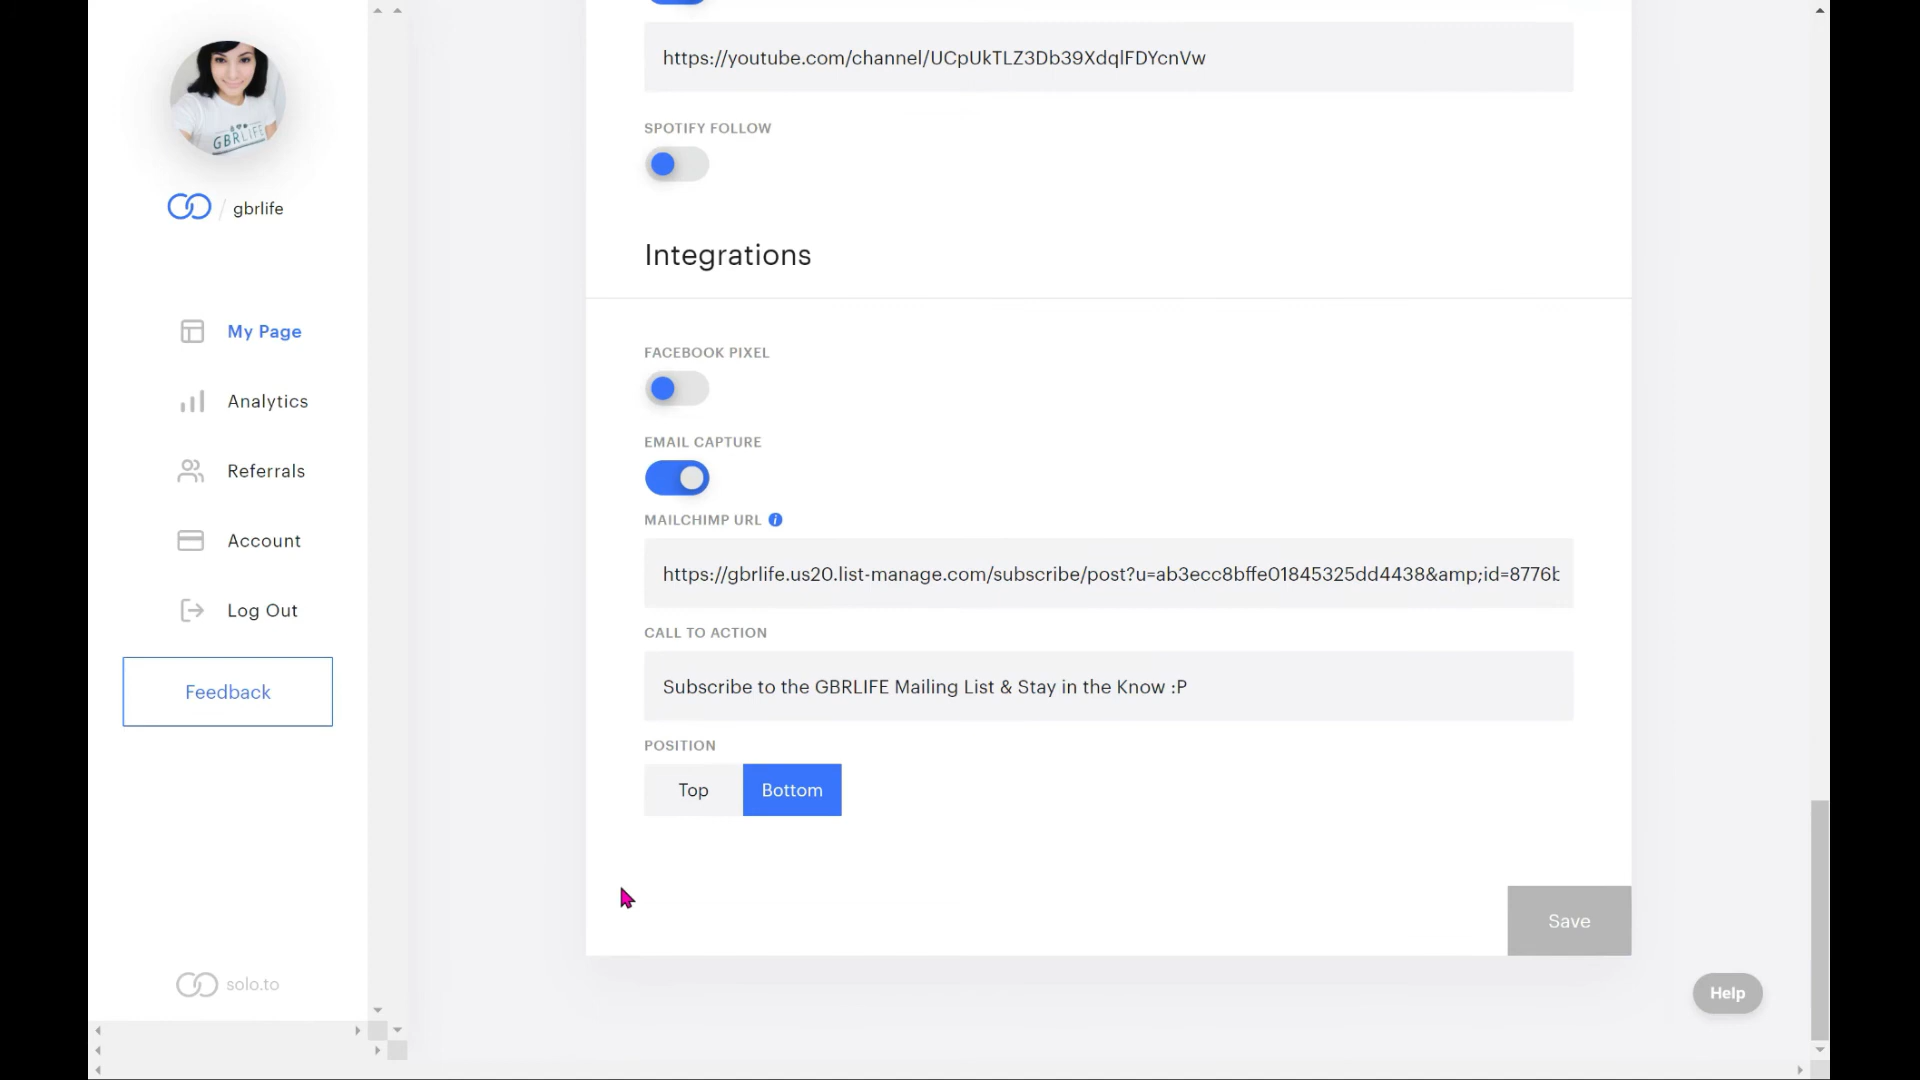 https://youtube.com/channel/UCpUkTLZ3Db39XdqlFDYcnVw
SPOTIFY FOLLOW
GBRLIFE
/ gbrlife
Integrations
My Page
FACEBOOK PIXEL
Analytics
EMAIL CAPTURE
Referrals
MAILCHIMP URL i
Account
https://gbrlife.us20.list-manage.com/subscribe/post?u=ab3ecc8bffe01845325dd4438&amp;id=8776b
Log Out
CALL TO ACTION
Feedback
Subscribe to the GBRLIFE Mailing List & Stay in the Know :P
POSITION
Top Bottom
Save
solo.to
Help